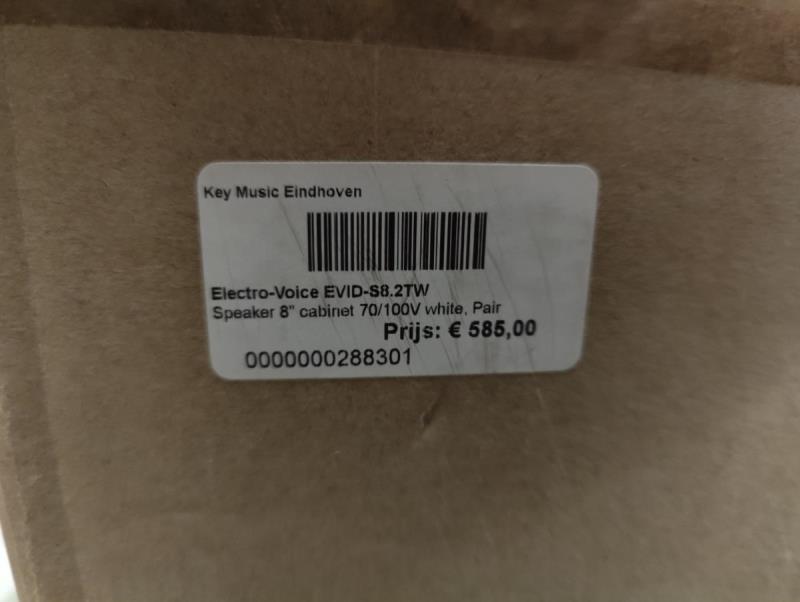 Key Music Eindhoven
Electro-Voice EVID-S8.2TW
Speaker 8" cabinet 70/100V white, Pair
Prijs: € 585,00
0000000288301